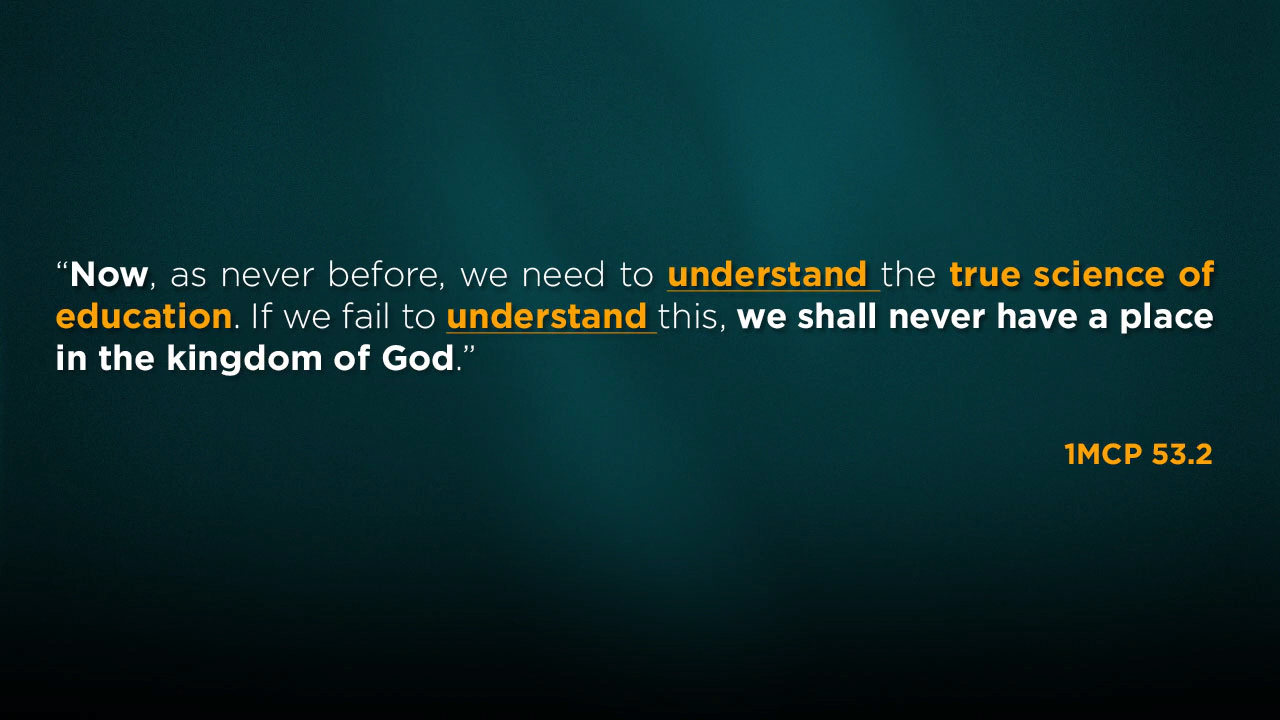 “Now, as never before, we need to understand the true science of
education. If we fail to understand this, we shall never have a place
in the kingdom of God.”
1MCP 53.2